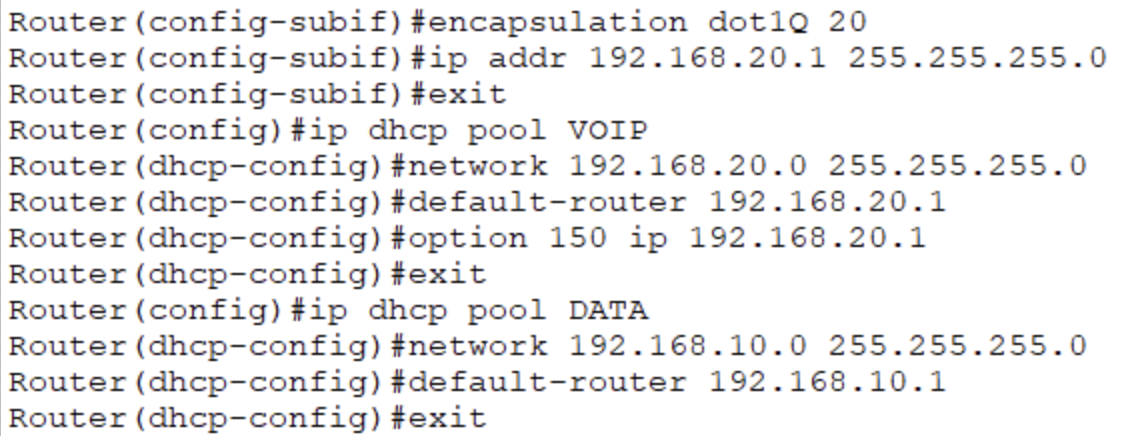 Router(config-subif)#encapsulation dot1Q 20
Router(config-subif)#ip addr 192.168.20.1 255.255.255.0
Router(config-subif)#exit
Router(config)#ip dhcp pool VOIP
Router(dhcp-config)#network 192.168.20.0 255.255.255.0
Router(dhcp-config)#default-router 192.168.20.1
Router(dhcp-config)#option 150 ip 192.168.20.1
Router(dhcp-config)#exit
Router(config)#ip dhcp pool DATA
Router(dhcp-config)#network 192.168.10.0 255.255.255.0
Router(dhcp-config)#default-router 192.168.10.1
Router(dhcp-config)#exit